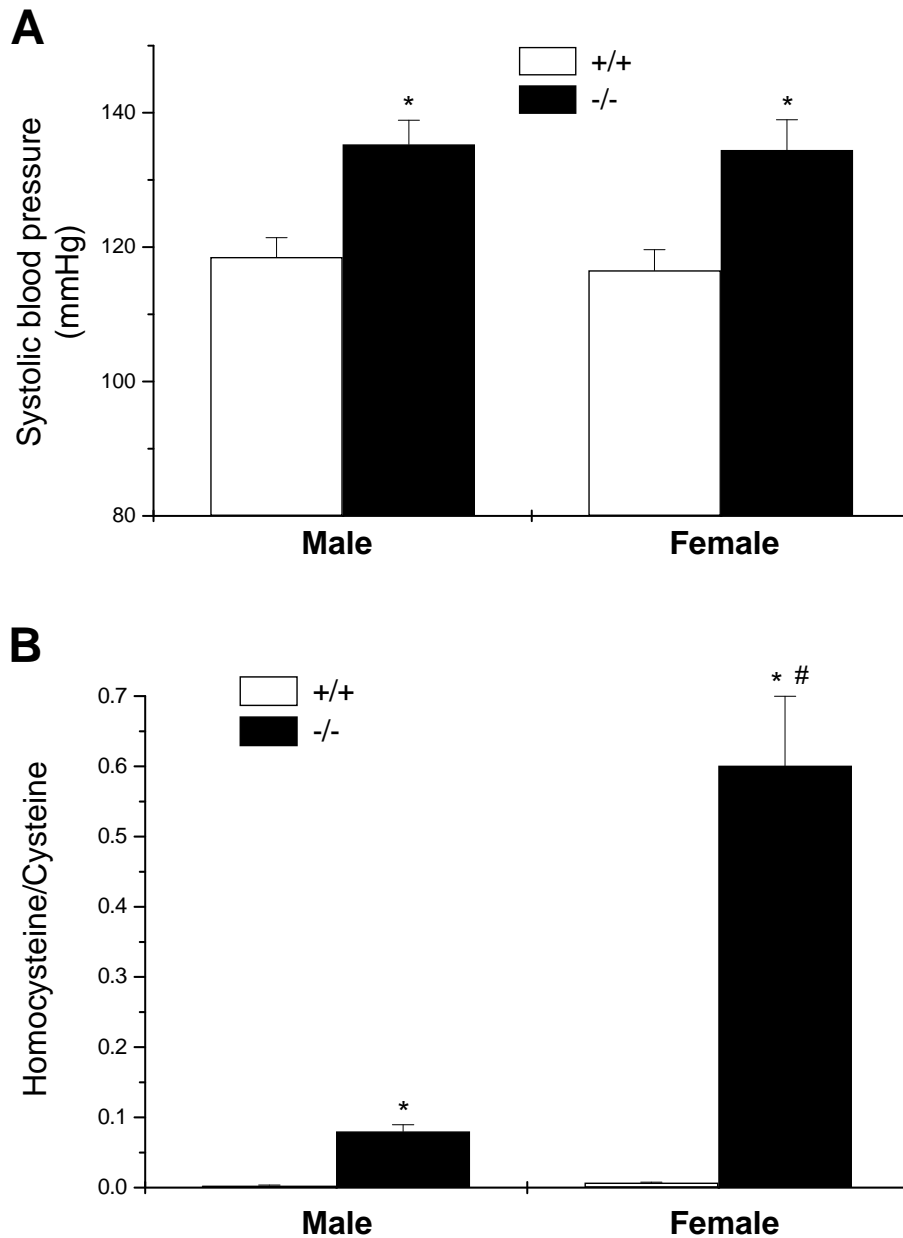 A
+/+
-/-
*
*
140
120
100
80
Systolic blood pressure
(mmHg)
Male
Female
B
+/+
-/-
* #
*
0.7
0.6
0.5
0.4
0.3
0.2
0.1
0.0
Homocysteine/Cysteine
Male
Female